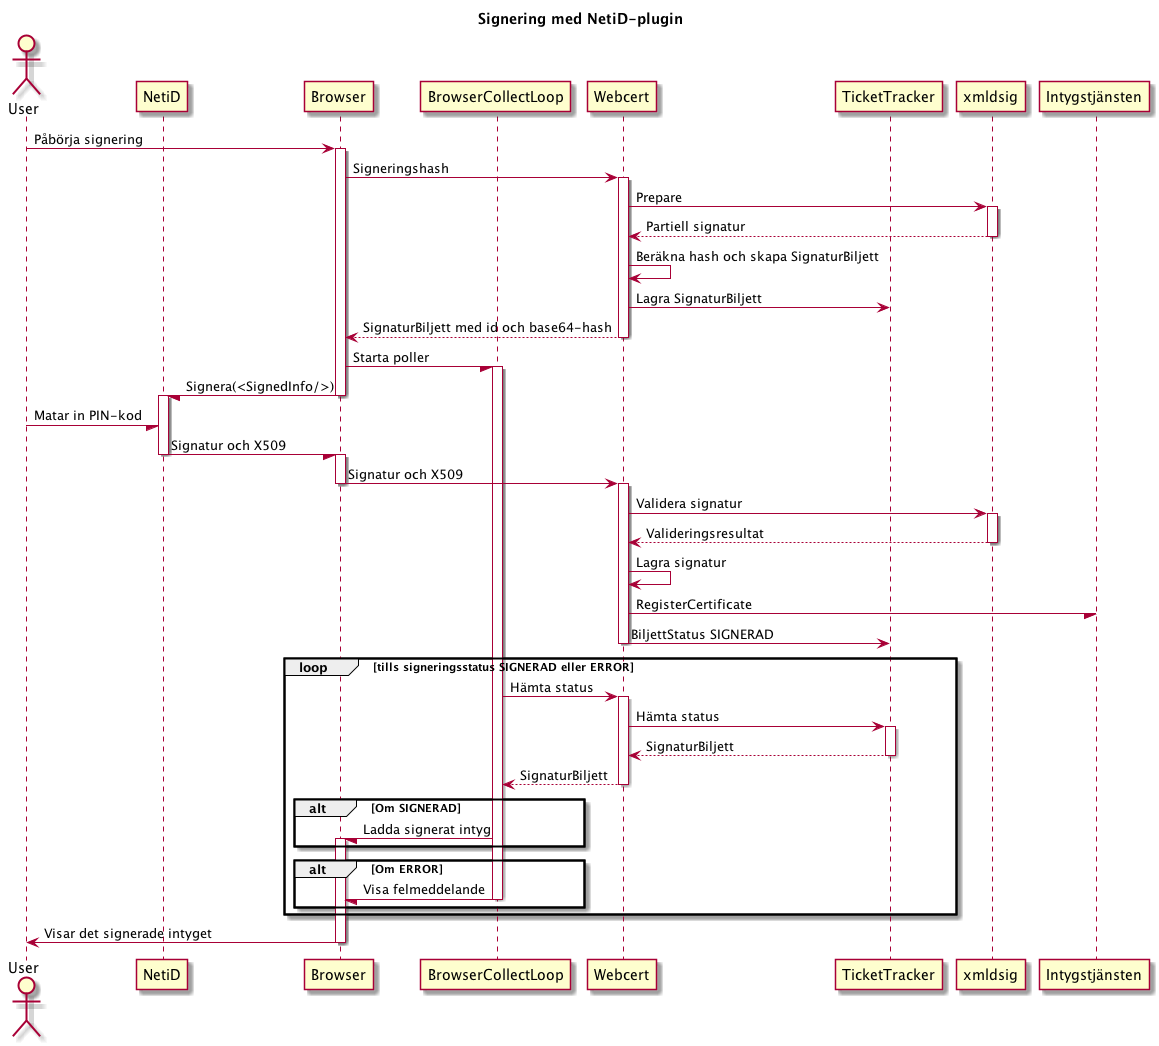 Signering med NetiD-plugin
User
NetiD
Browser
BrowserCollectLoop
Webcert
TicketTracker
xmldsig
Intygstjänsten
Påbörja signering
Signeringshash
Prepare
Partiell signatur
Beräkna hash och skapa SignaturBiljett
Lagra SignaturBiljett
SignaturBiljett med id och base64-hash
Starta poller
Signera(<SignedInfo/>)
Matar in PIN-kod
Signatur och X509
Signatur och X509
Validera signatur
Valideringsresultat
Lagra signatur
RegisterCertificate
BiljettStatus SIGNERAD
loop [tills signeringsstatus SIGNERAD eller ERROR]
Hämta status
Hämta status
SignaturBiljett
SignaturBiljett
alt [Om SIGNERAD]
Ladda signerat intyg
alt [Om ERROR]
Visa felmeddelande
Visar det signerade intyget
User
NetiD
Browser
BrowserCollectLoop
Webcert
TicketTracker
xmldsig
Intygstjänsten